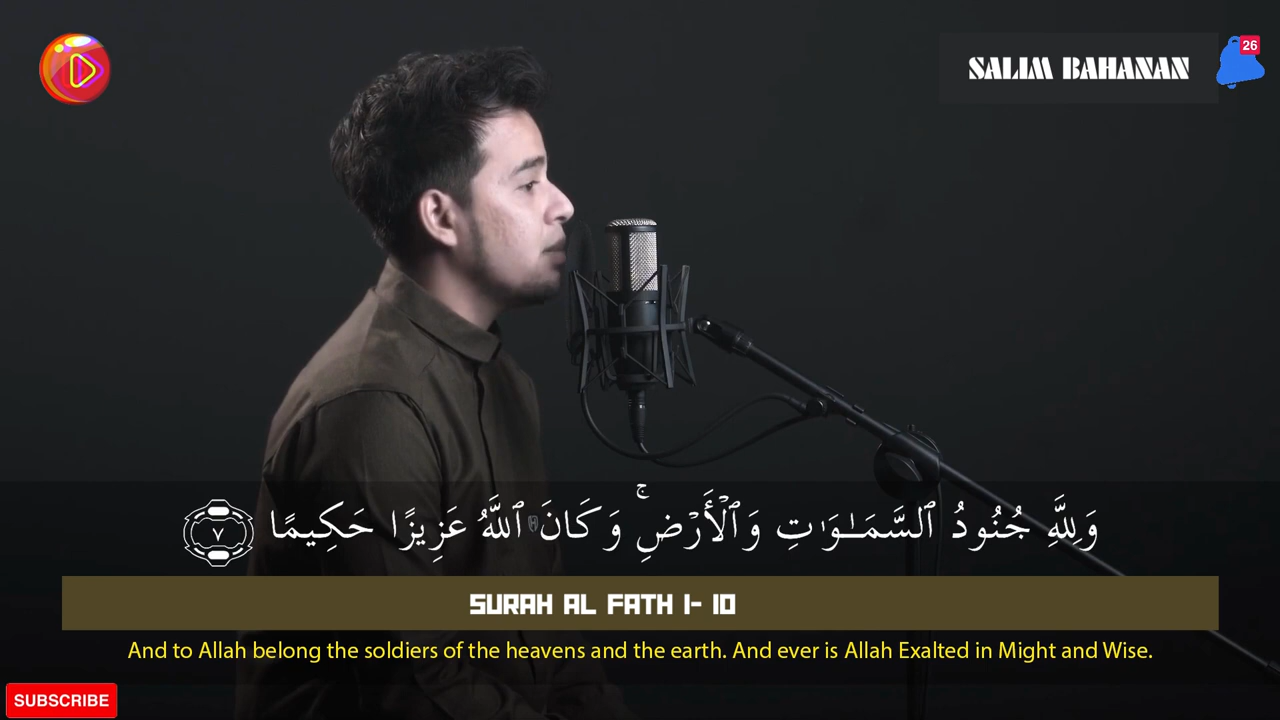 SALIM BAHANAN
26
وَلِلَّهِ جُنُودُ ٱلسَّمَـٰوَٰتِ وَٱلْأَرْضِ ۚ وَكَانَ ٱللَّهُ عَزِيزًا حَكِيمًا ٧
SURAH AL FATH 1- 10
And to Allah belong the soldiers of the heavens and the earth. And ever is Allah Exalted in Might and Wise.
SUBSCRIBE